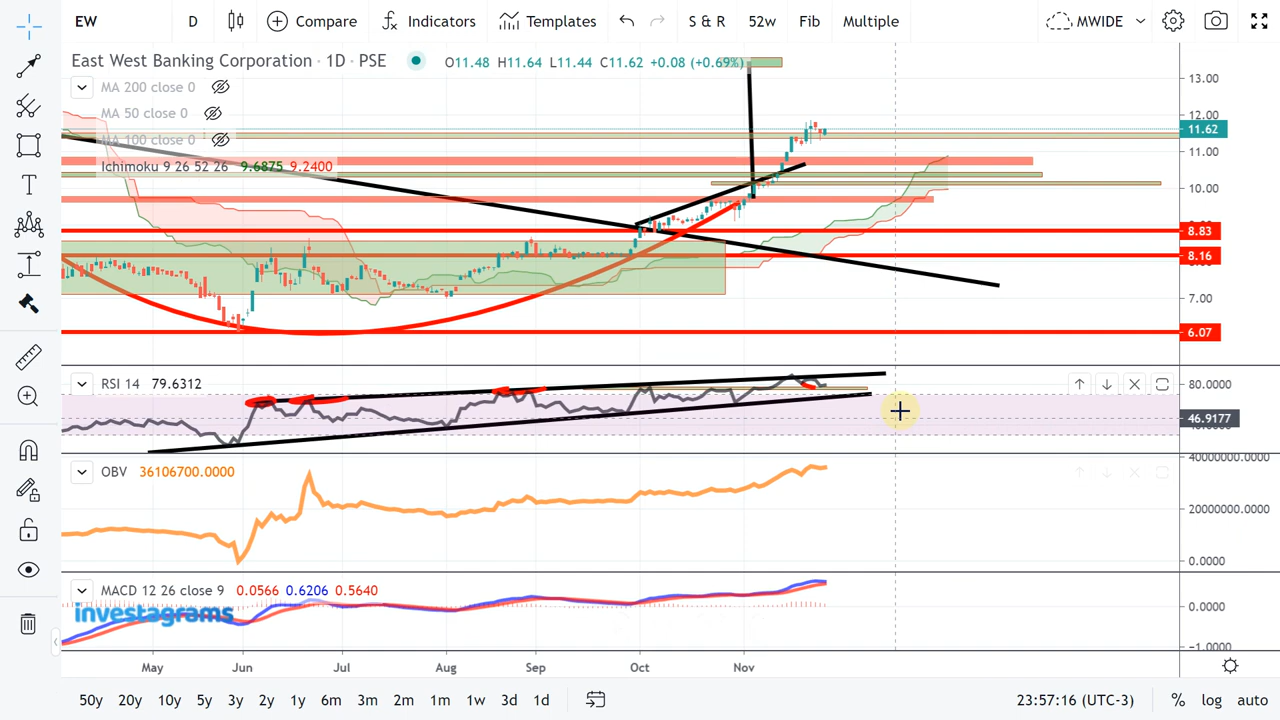 EW D Compare Indicators Templates S & R 52w Fib Multiple MWIDE
East West Banking Corporation · 1D · PSE O11.48 H11.64 L11.44 C11.62 +0.08 (+0.69%)
MA 200 close 0
MA 50 close 0
MA 100 close 0
Ichimoku 9 26 52 26 9.6875 9.2400
13.00
12.00
11.62
11.00
10.00
8.83
8.16
7.00
6.07
RSI 14 79.6312
80.0000
46.9177
OBV 36106700.0000
40000000.0000
20000000.0000
0.0000
MACD 12 26 close 9 0.0566 0.6206 0.5640
investagrams
0.0000
-1.0000
May Jun Jul Aug Sep Oct Nov
50y 20y 10y 5y 3y 2y 1y 6m 3m 2m 1m 1w 3d 1d 23:57:16 (UTC-3) % log auto